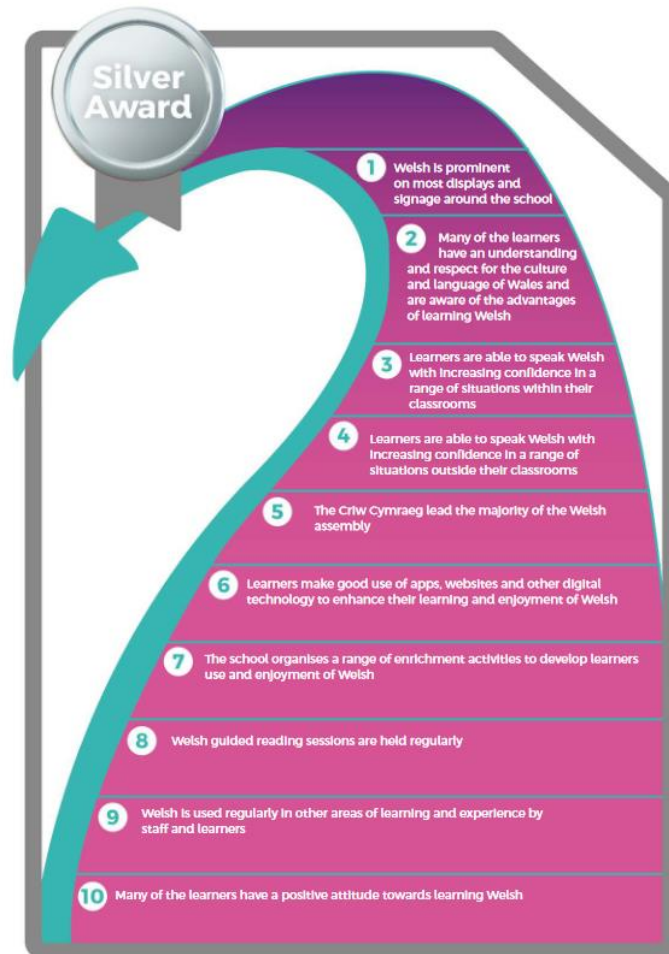 Silver
Award
1 Welsh is prominent
on most displays and
signage around the school
2 Many of the learners
have an understanding
and respect for the culture
and language of Wales and
are aware of the advantages
of learning Welsh
3 Learners are able to speak Welsh
with increasing confidence in a
range of situations within their
classrooms
4 Learners are able to speak Welsh with
increasing confidence in a range of
situations outside their classrooms
5 The Criw Cymraeg lead the majority of the Welsh
assembly
6 Learners make good use of apps, websites and other digital
technology to enhance their learning and enjoyment of Welsh
7 The school organises a range of enrichment activities to develop learners
use and enjoyment of Welsh
8 Welsh guided reading sessions are held regularly
9 Welsh is used regularly in other areas of learning and experience by
staff and learners
10 Many of the learners have a positive attitude towards learning Welsh